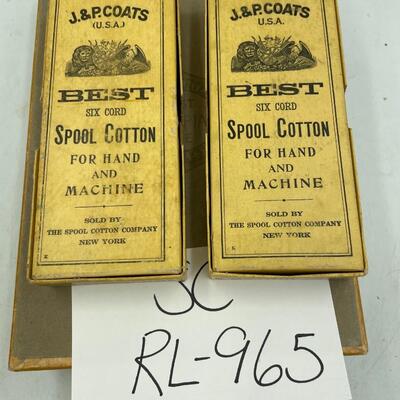 J.&P. COATS
(U.S.A.)
BEST
SIX CORD
SPOOL COTTON
FOR HAND
AND
MACHINE
SOLD BY
THE SPOOL COTTON COMPANY
NEW YORK
K
J.&P. COATS
U.S.A.
BEST
SIX CORD
SPOOL COTTON
FOR HAND
AND
MACHINE
SOLD BY
THE SPOOL COTTON COMPANY
NEW YORK
K
SC
RL-965